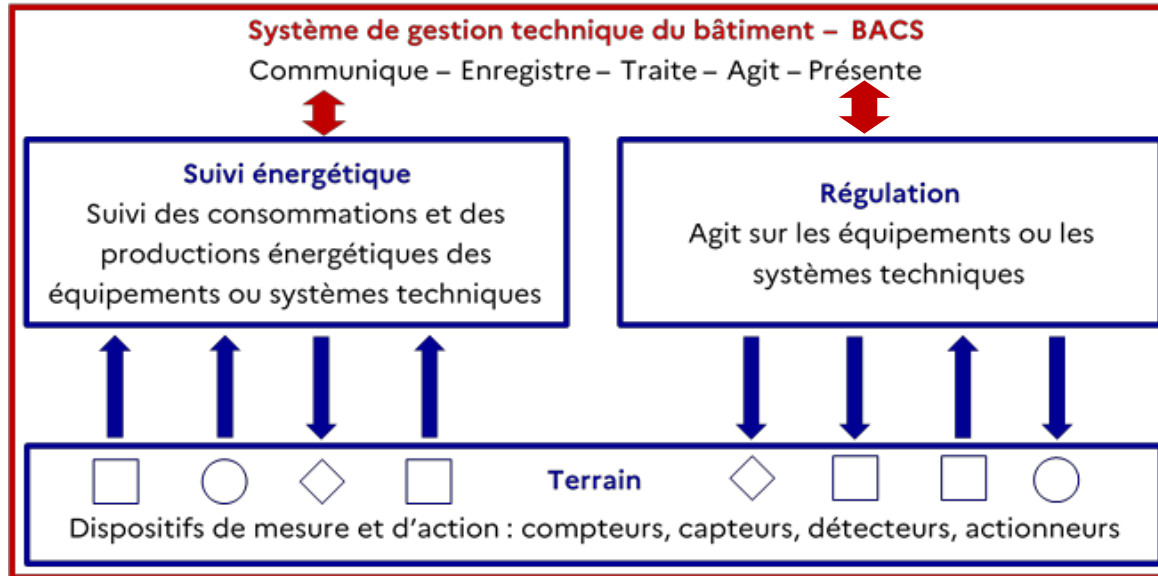 Système de gestion technique du bâtiment – BACS
Communique – Enregistre – Traite – Agit – Présente
Suivi énergétique
Suivi des consommations et des
productions énergétiques des
équipements ou systèmes techniques
Régulation
Agit sur les équipements ou les
systèmes techniques
Terrain
Dispositifs de mesure et d'action : compteurs, capteurs, détecteurs, actionneurs